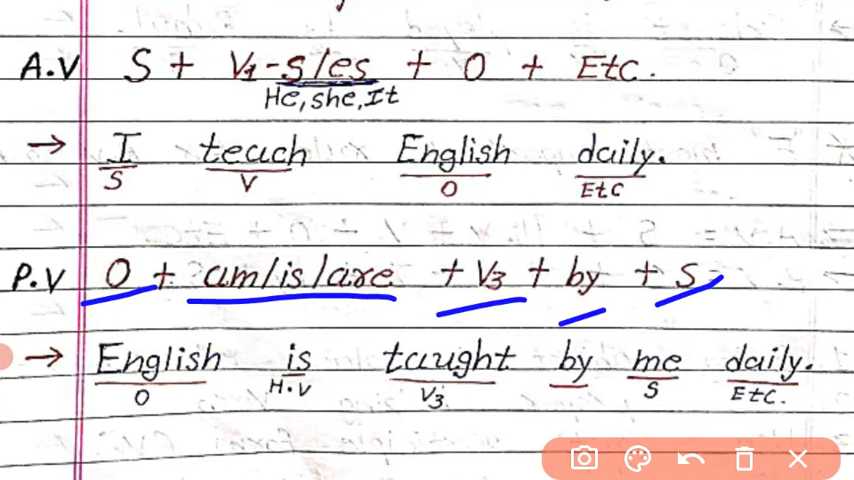 A.V S + V1-s/es + O + Etc.
He, she, It
→ I teach English daily.
S V O Etc
P.V O + am/is/are + V3 + by + S
→ English is taught by me daily.
O H.V V3 S Etc.